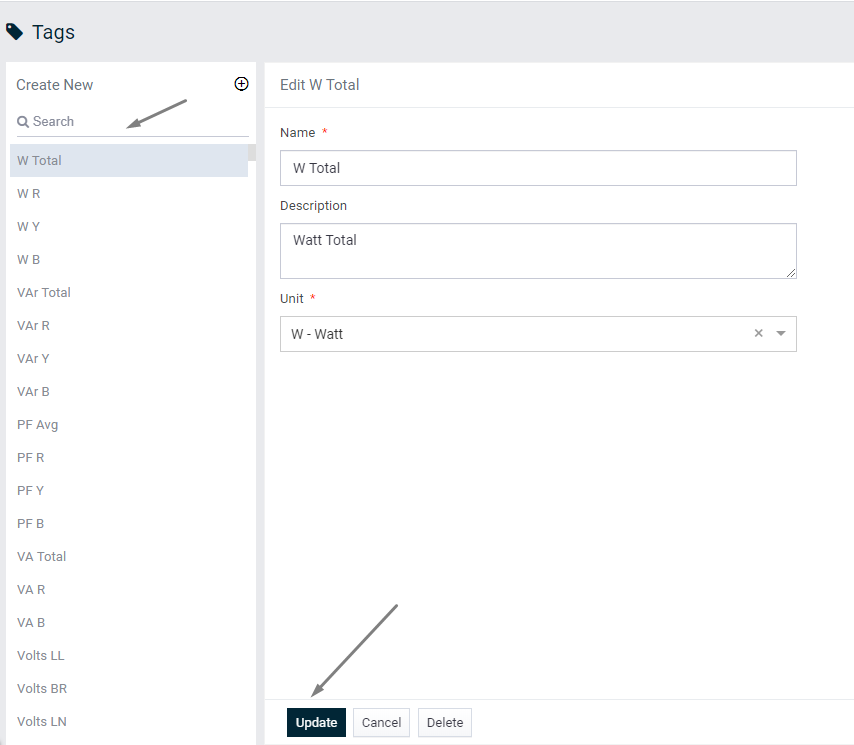 Tags
Create New
Search
W Total
W R
W Y
W B
VAr Total
VAr R
VAr Y
VAr B
PF Avg
PF R
PF Y
PF B
VA Total
VA R
VA B
Volts LL
Volts BR
Volts LN
Edit W Total
Name *
W Total
Description
Watt Total
Unit *
W - Watt
Update Cancel Delete